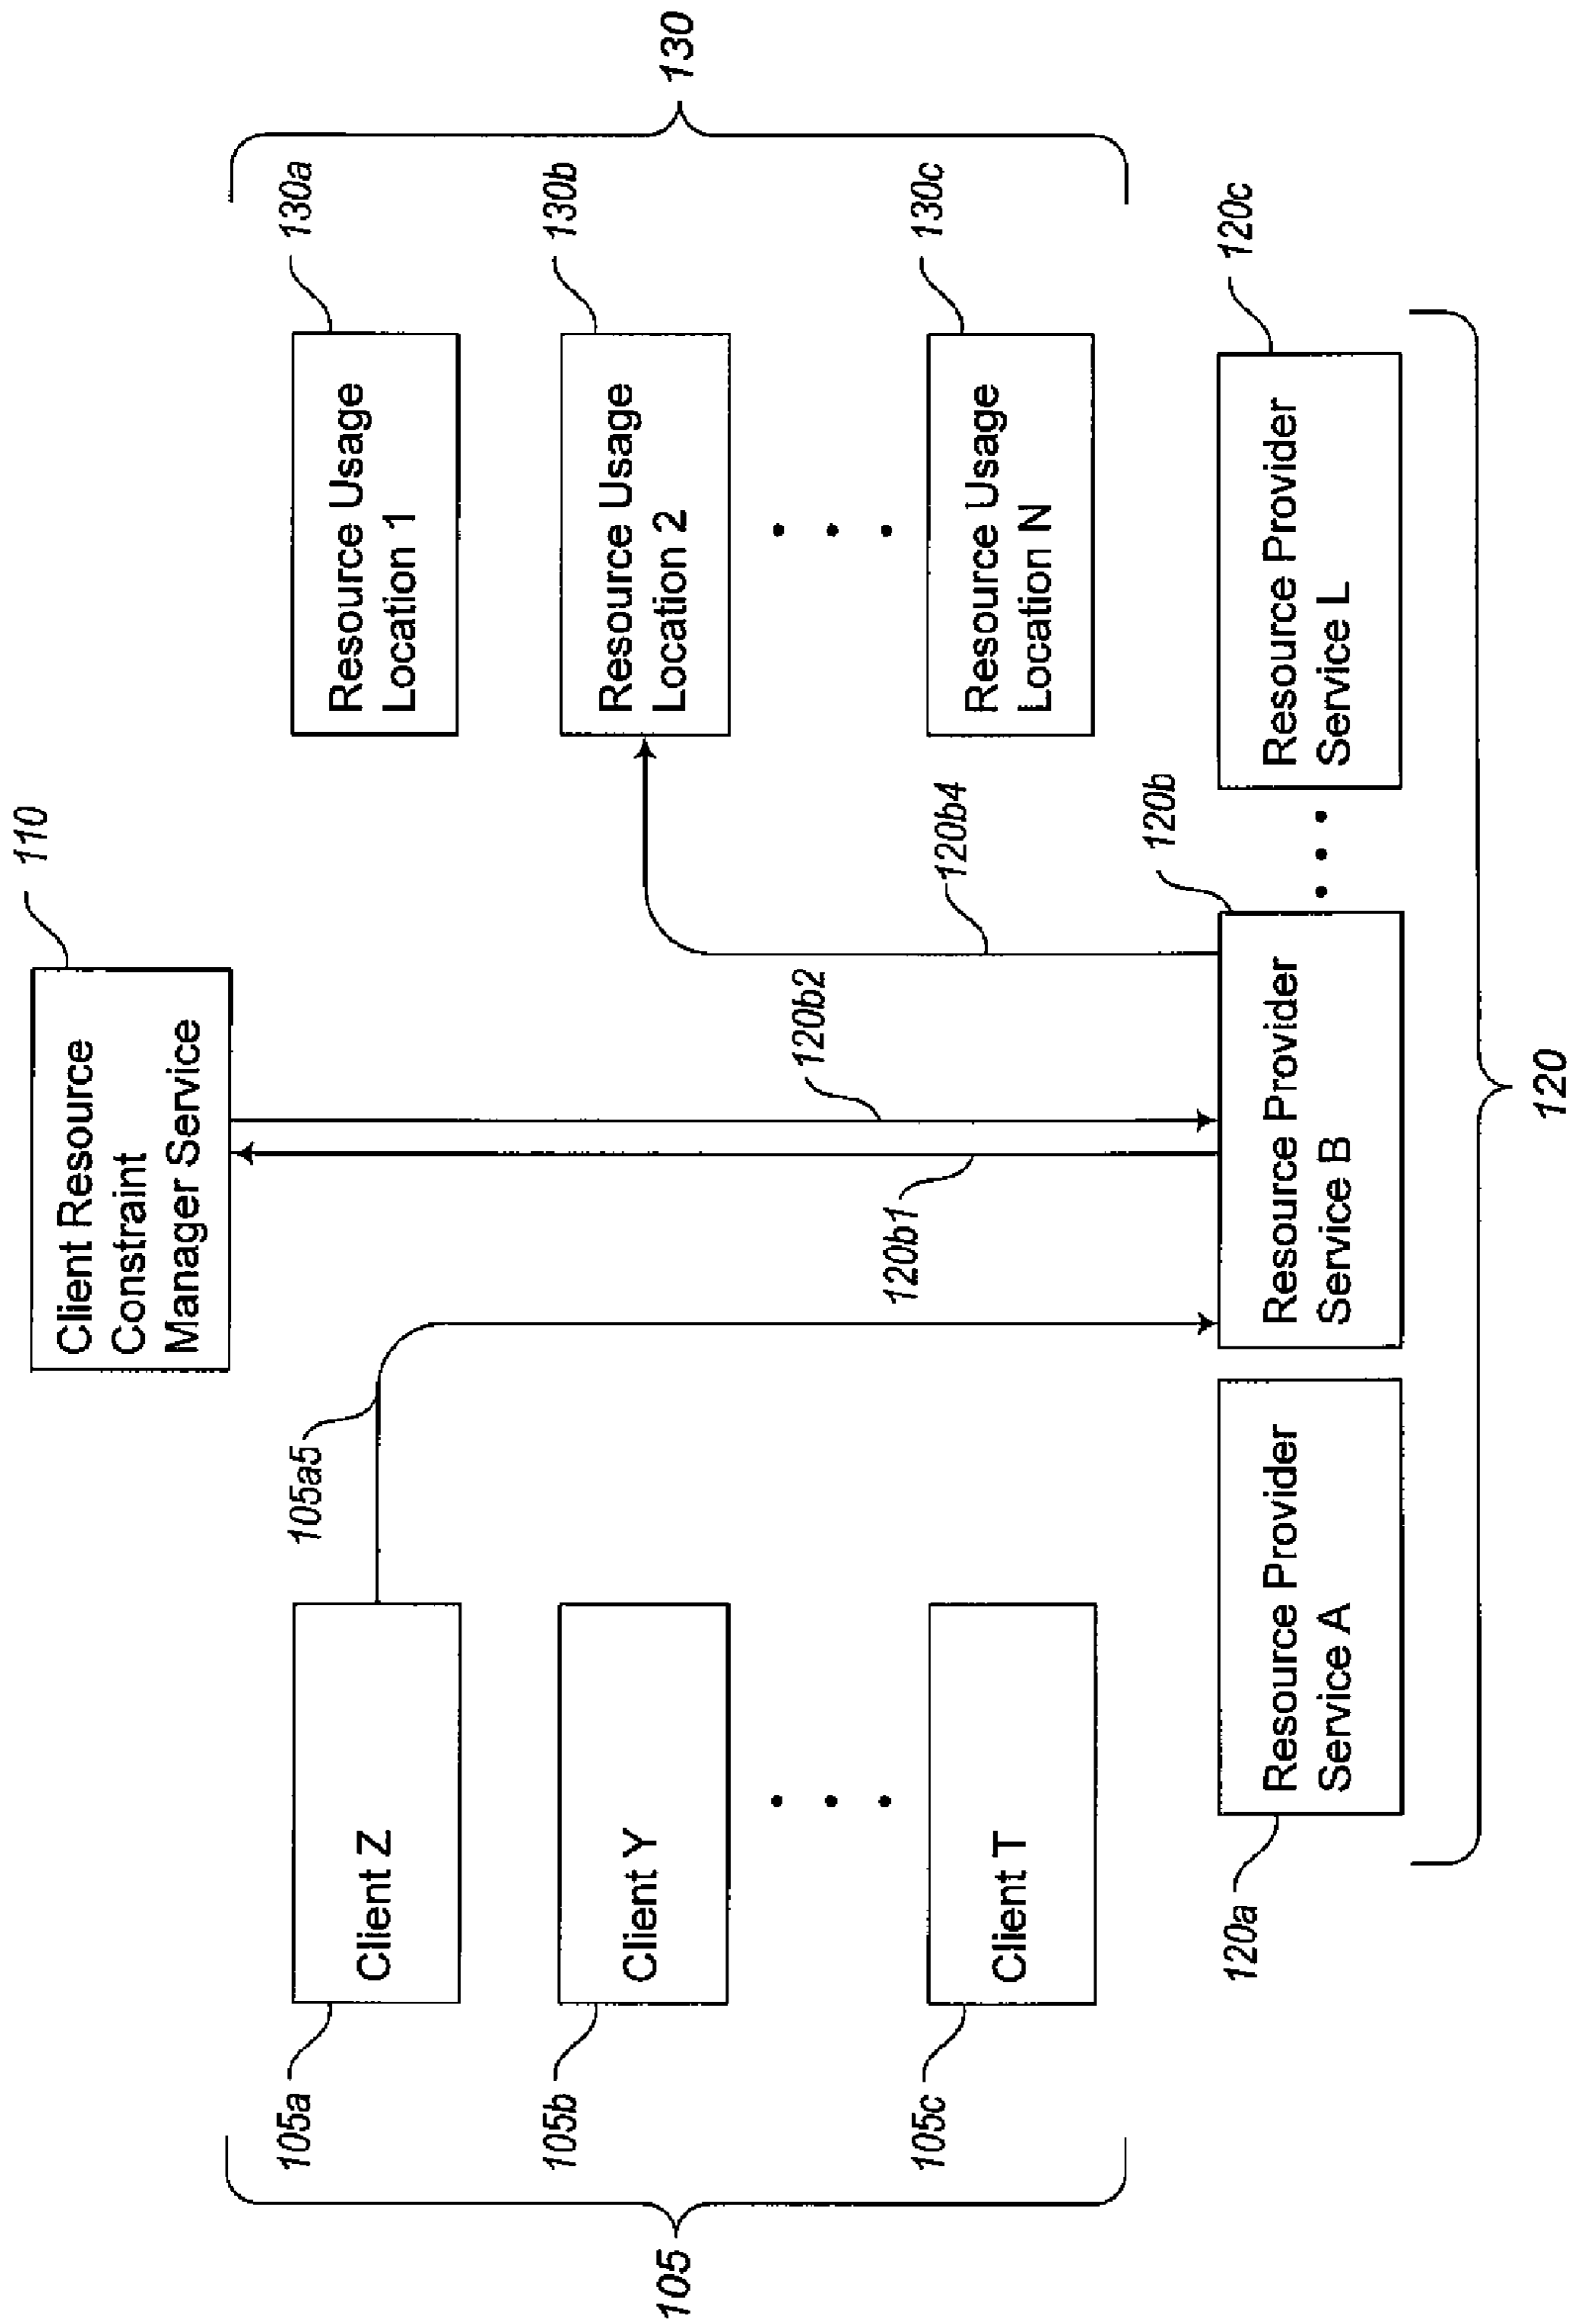 110
Client Resource
Constraint
Manager Service
105a
Client Z
105a5
Resource Usage
Location 1
130a
105b
Client Y
Resource Usage
Location 2
130b
105
130
120b2
120b4
120b1
105c
Client T
Resource Usage
Location N
130c
120a
Resource Provider
Service A
Resource Provider
Service B
120b
Resource Provider
Service L
120c
120